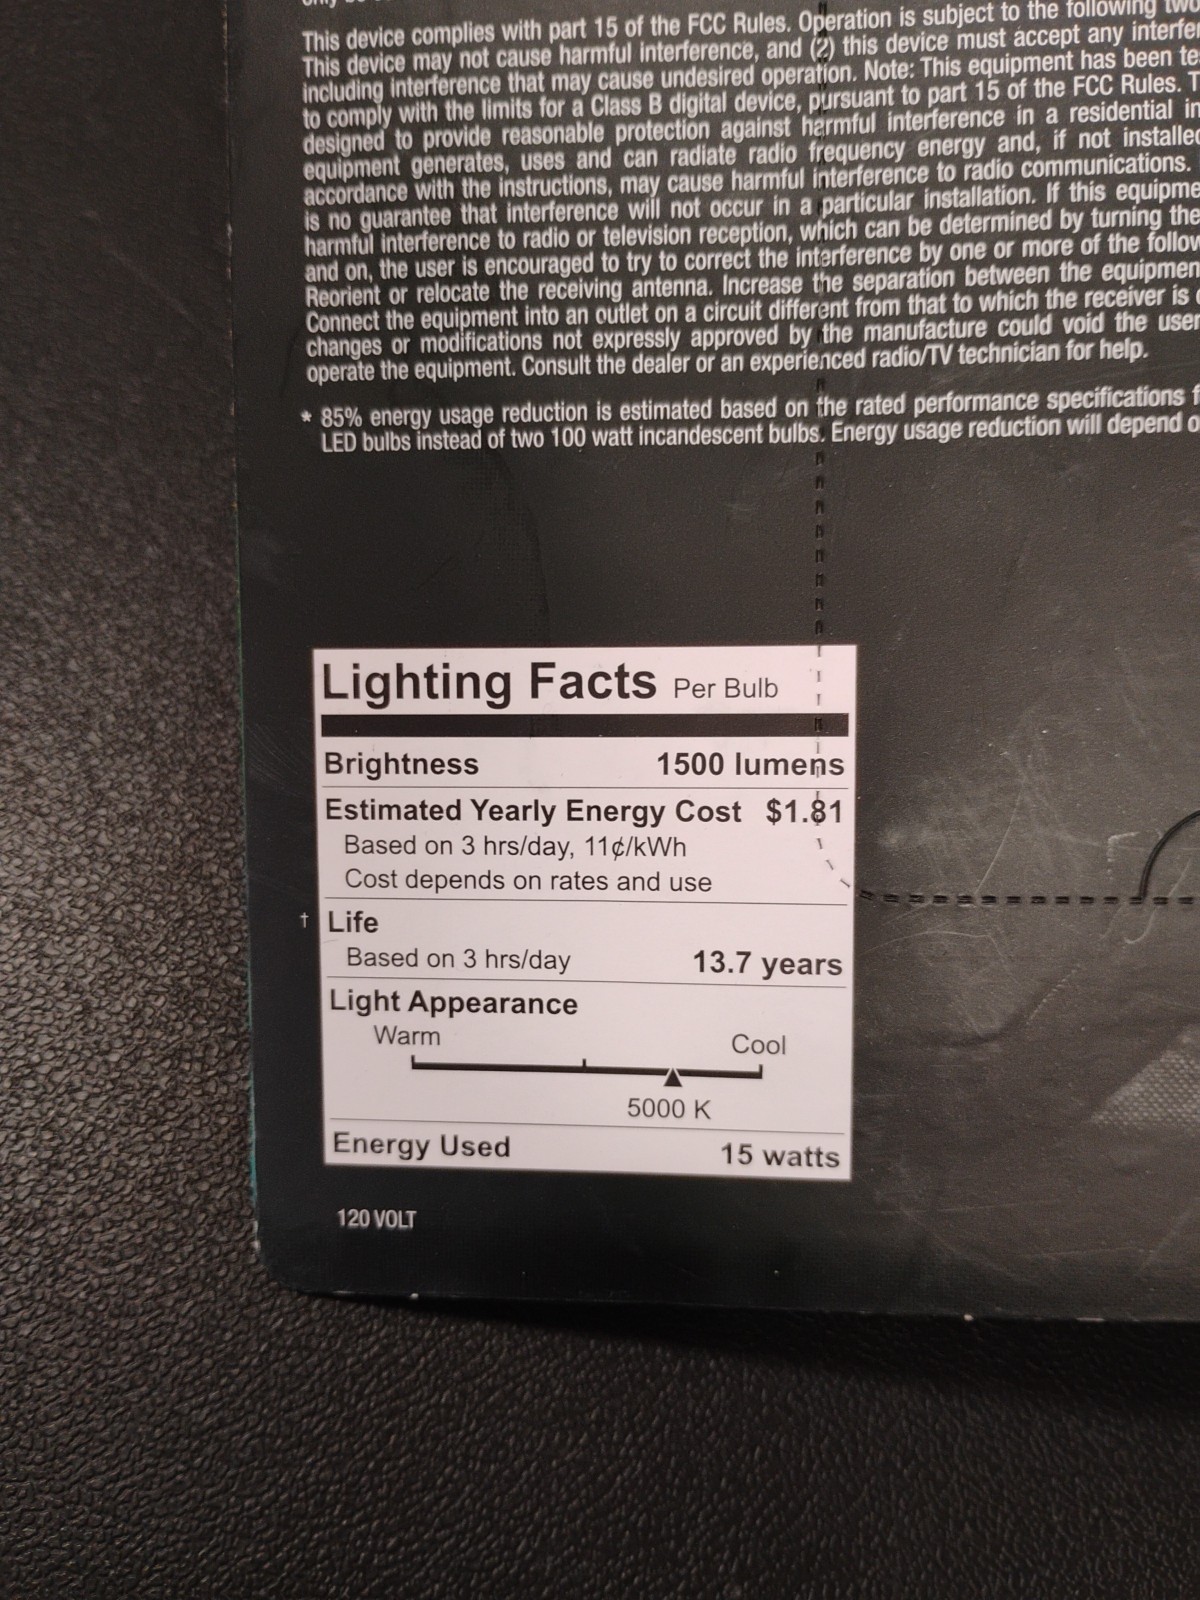 This device complies with part 15 of the FCC Rules. Operation is subject to the following two
This device may not cause harmful interference, and (2) this device must accept any interfe
including interference that may cause undesired operation. Note: This equipment has been te
to comply with the limits for a Class B digital device, pursuant to part 15 of the FCC Rules.
designed to provide reasonable protection against harmful interference in a residential in
equipment generates, uses and can radiate radio frequency energy and, if not installed
accordance with the instructions, may cause harmful interference to radio communications.
is no guarantee that interference will not occur in a particular installation. If this equipme
harmful interference to radio or television reception, which can be determined by turning the
and on, the user is encouraged to try to correct the interference by one or more of the follow
Reorient or relocate the receiving antenna. Increase the separation between the equipmen
Connect the equipment into an outlet on a circuit different from that to which the receiver is
changes or modifications not expressly approved by the manufacture could void the user
operate the equipment. Consult the dealer or an experienced radio/TV technician for help.
* 85% energy usage reduction is estimated based on the rated performance specifications f
LED bulbs instead of two 100 watt incandescent bulbs. Energy usage reduction will depend o
Lighting Facts Per Bulb
Brightness 1500 lumens
Estimated Yearly Energy Cost $1.81
Based on 3 hrs/day, 11¢/kWh
Cost depends on rates and use
† Life
Based on 3 hrs/day 13.7 years
Light Appearance
Warm Cool
5000 K
Energy Used 15 watts
120 VOLT